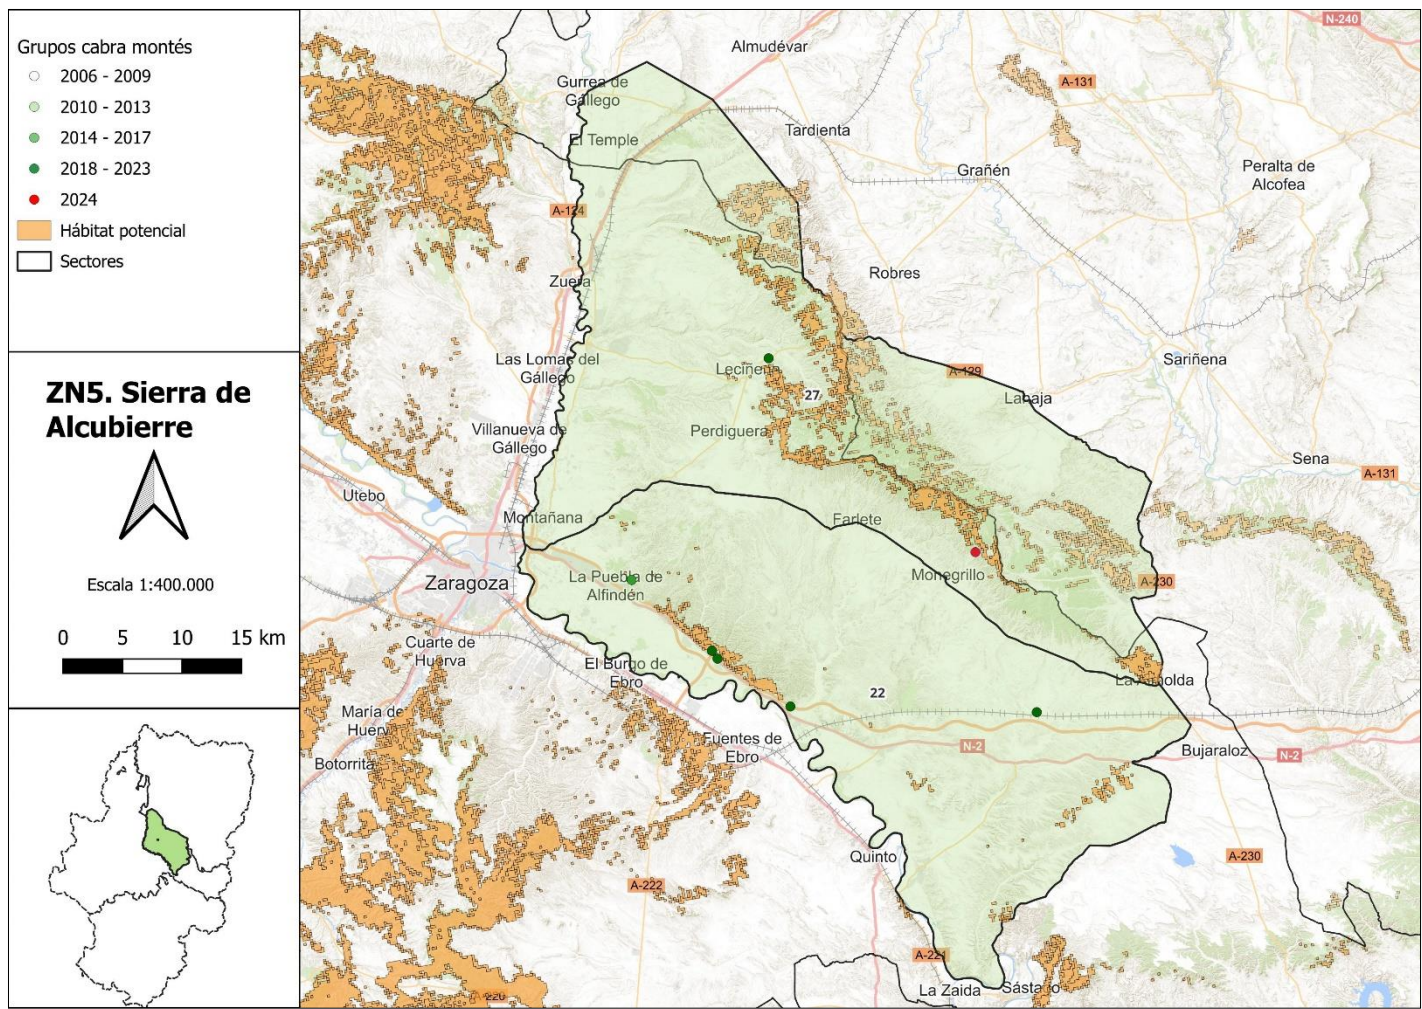 Grupos cabra montés
2006 - 2009
2010 - 2013
2014 - 2017
2018 - 2023
2024
Hábitat potencial
Sectores
ZN5. Sierra de
Alcubierre
Escala 1:400.000
0 5 10 15 km
N-240
Almudévar
A-131
Gurrea de
Gállego
El Temple
Tardienta
Grañén
Peralta de
Alcofea
A-124
Zuera
Robres
Las Lomas del
Gállego
Leciñena
A-129
Sariñena
27
Lanaja
Villanueva de
Gállego
Perdiguera
Sena
A-131
Utebo
Montañana
Farlete
Zaragoza
La Puebla de
Alfindén
Monegrillo
A-230
Cuarte de
Huerva
El Burgo de
Ebro
La Almolda
22
María de
Huerva
Fuentes de
Ebro
N-2
Bujaraloz
N-2
Botorrita
Quinto
A-230
A-222
A-221
La Zaida
Sástago
A-220